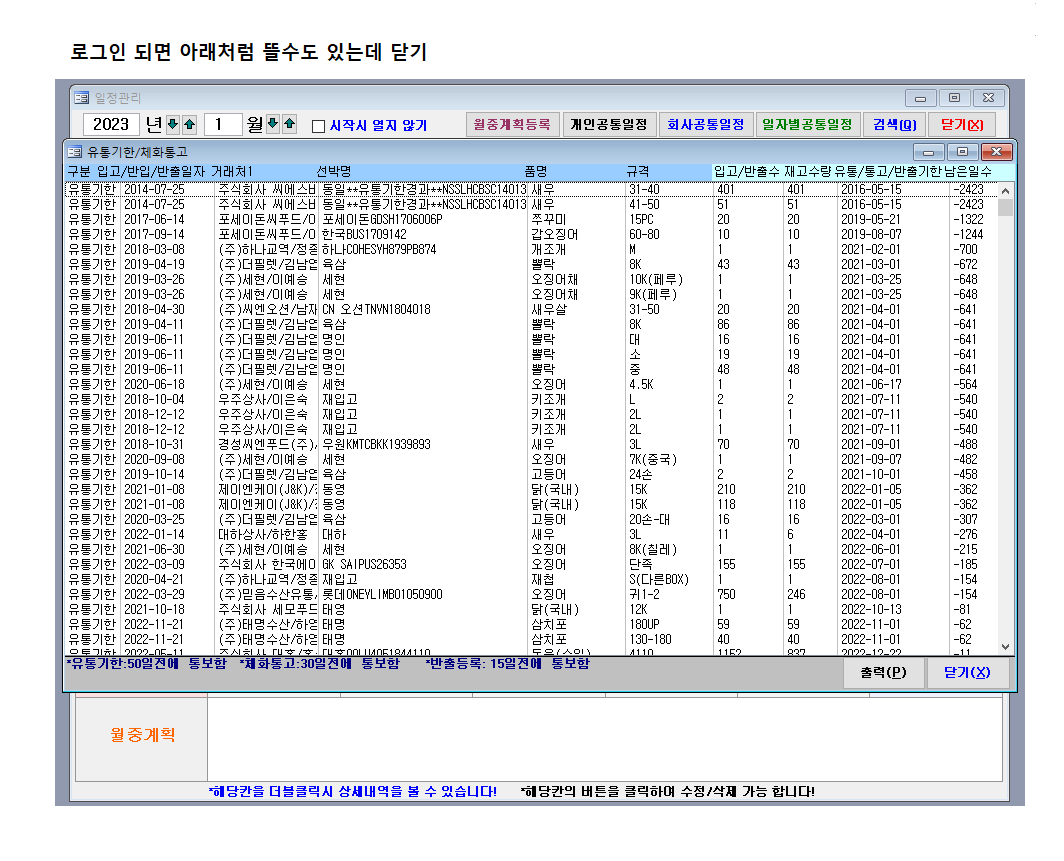 로그인 되면 아래처럼 뜰수도 있는데 닫기
일정관리
2023 년 1 월 시작시 열지 않기 월중계획등록 개인공통일정 회사공통일정 일자별공통일정 검색(Q) 닫기(X)
유통기한/체화통고
구분 입고/반입/반출일자 거래처1 선박명 품명 규격 입고/반출수 재고수량 유통/통고/반출기한 남은일수
유통기한 2014-07-25 주식회사 씨에스비 동일**유통기한경과**NSSLHCBSC14013 새우 31-40 401 401 2016-05-15 -2423
유통기한 2014-07-25 주식회사 씨에스비 동일**유통기한경과**NSSLHCBSC14013 새우 41-50 51 51 2016-05-15 -2423
유통기한 2017-06-14 포세이돈씨푸드/이 포세이돈GDSH1706006P 쭈꾸미 15PC 20 20 2019-05-21 -1322
유통기한 2017-09-14 포세이돈씨푸드/이 한국BUS1709142 갑오징어 60-80 10 10 2019-08-07 -1244
유통기한 2018-03-08 (주)하나교역/정종 하나COHESYH879PB874 개조개 M 1 1 2021-02-01 -700
유통기한 2019-04-19 (주)더필렛/김남엽 육삼 뽈락 8K 43 43 2021-03-01 -672
유통기한 2019-03-26 (주)세현/이예승 세현 오징어채 10K(페루) 1 1 2021-03-25 -648
유통기한 2019-03-26 (주)세현/이예승 세현 오징어채 9K(페루) 1 1 2021-03-25 -648
유통기한 2018-04-30 (주)씨엔오션/남재 CN 오션TNVN1804018 새우살 31-50 20 20 2021-04-01 -641
유통기한 2019-04-11 (주)더필렛/김남엽 육삼 뽈락 8K 86 86 2021-04-01 -641
유통기한 2019-06-11 (주)더필렛/김남엽 명인 뽈락 대 16 16 2021-04-01 -641
유통기한 2019-06-11 (주)더필렛/김남엽 명인 뽈락 소 19 19 2021-04-01 -641
유통기한 2019-06-11 (주)더필렛/김남엽 명인 뽈락 중 48 48 2021-04-01 -641
유통기한 2020-06-18 (주)세현/이예승 세현 오징어 4.5K 1 1 2021-06-17 -564
유통기한 2018-10-04 우주상사/이은숙 재입고 키조개 L 2 2 2021-07-11 -540
유통기한 2018-12-12 우주상사/이은숙 재입고 키조개 2L 1 1 2021-07-11 -540
유통기한 2018-12-12 우주상사/이은숙 재입고 키조개 2L 1 1 2021-07-11 -540
유통기한 2018-10-31 경성씨엔푸드(주), 우원KMTCBKK1939893 새우 3L 70 70 2021-09-01 -488
유통기한 2020-09-08 (주)세현/이예승 세현 오징어 7K(중국) 1 1 2021-09-07 -482
유통기한 2019-10-14 (주)더필렛/김남엽 육삼 고등어 24손 2 2 2021-10-01 -458
유통기한 2021-01-08 제이엔케이(J&K)/ 동영 닭(국내) 15K 210 210 2022-01-05 -362
유통기한 2021-01-08 제이엔케이(J&K)/ 동영 닭(국내) 15K 118 118 2022-01-05 -362
유통기한 2020-03-25 (주)더필렛/김남엽 육삼 고등어 20손-대 16 16 2022-03-01 -307
유통기한 2022-01-14 대하상사/하한홍 대하 새우 3L 11 6 2022-04-01 -276
유통기한 2021-06-30 (주)세현/이예승 세현 오징어 8K(칠레) 1 1 2022-06-01 -215
유통기한 2022-03-09 주식회사 한국에이 GK SAIPUS26353 오징어 단족 155 155 2022-07-01 -185
유통기한 2020-04-21 (주)하나교역/정종 재입고 재첩 S(다른BOX) 1 1 2022-08-01 -154
유통기한 2022-03-29 (주)믿음수산유통, 롯데ONEYLIMB01050900 오징어 귀1-2 750 246 2022-08-01 -154
유통기한 2021-10-18 주식회사 세모푸드 태영 닭(국내) 12K 1 1 2022-10-13 -81
유통기한 2022-11-21 (주)태명수산/하영 태명 삼치포 180UP 59 59 2022-11-01 -62
유통기한 2022-11-21 (주)태명수산/하영 태명 삼치포 130-180 40 40 2022-11-01 -62
유통기한 2022-05-11 4110 1152 837 2022-12-22 -11
*유통기한:50일전에 통보함 *체화통고:30일전에 통보함 *반출등록: 15일전에 통보함
출력(P) 닫기(X)
월중계획
*해당칸을 더블클릭시 상세내역을 볼 수 있습니다! *해당칸의 버튼을 클릭하여 수정/삭제 가능 합니다!